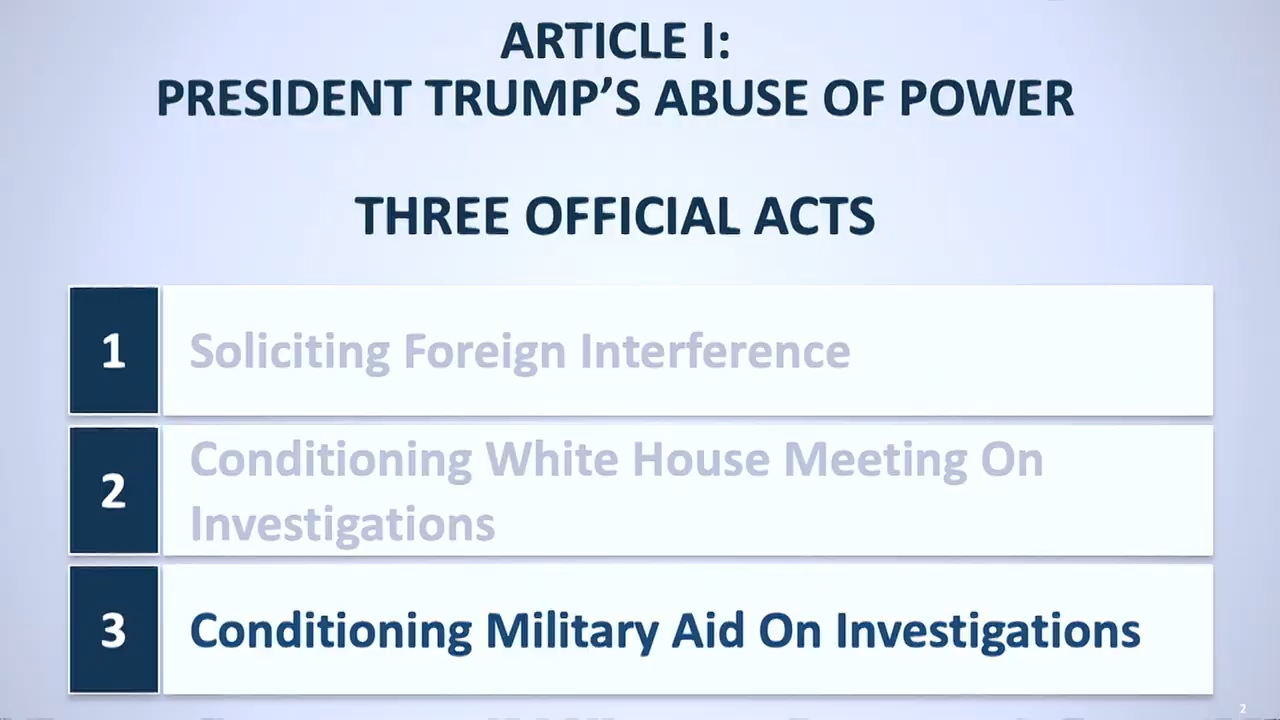 ARTICLE I:
PRESIDENT TRUMP’S ABUSE OF POWER
THREE OFFICIAL ACTS
1
Soliciting Foreign Interference
2
Conditioning White House Meeting On
Investigations
3
Conditioning Military Aid On Investigations
2